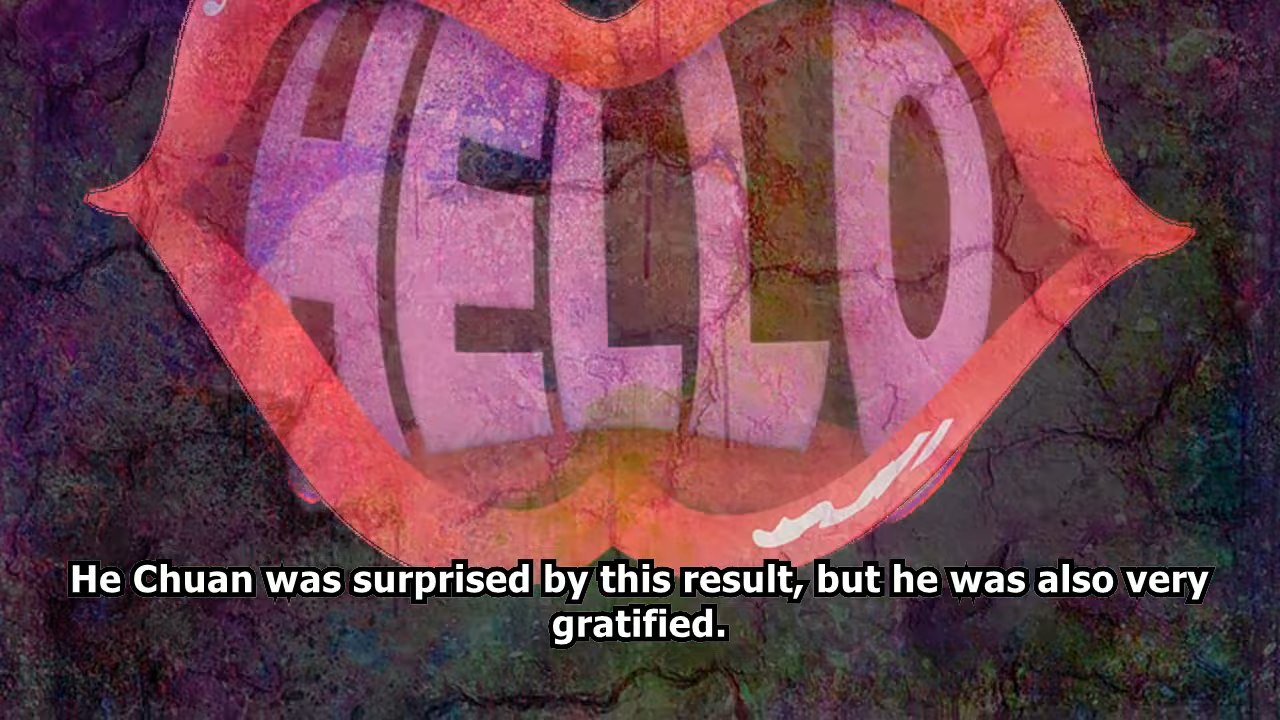 HELLO
He Chuan was surprised by this result, but he was also very
gratified.